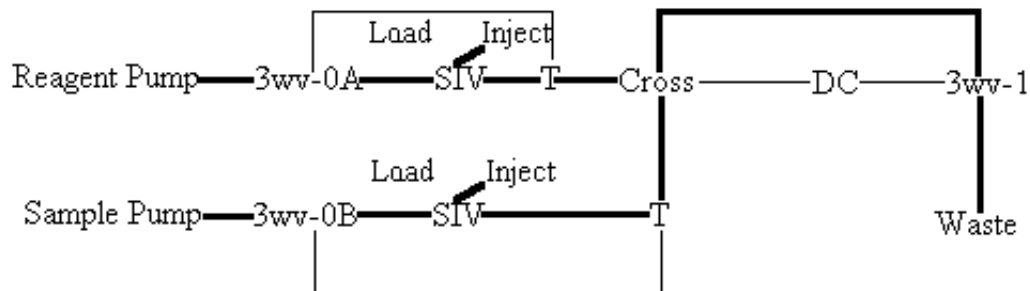 Load Inject
Reagent Pump 3wv-0A SIV T Cross DC 3wv-1
Load Inject
Sample Pump 3wv-0B SIV T Waste